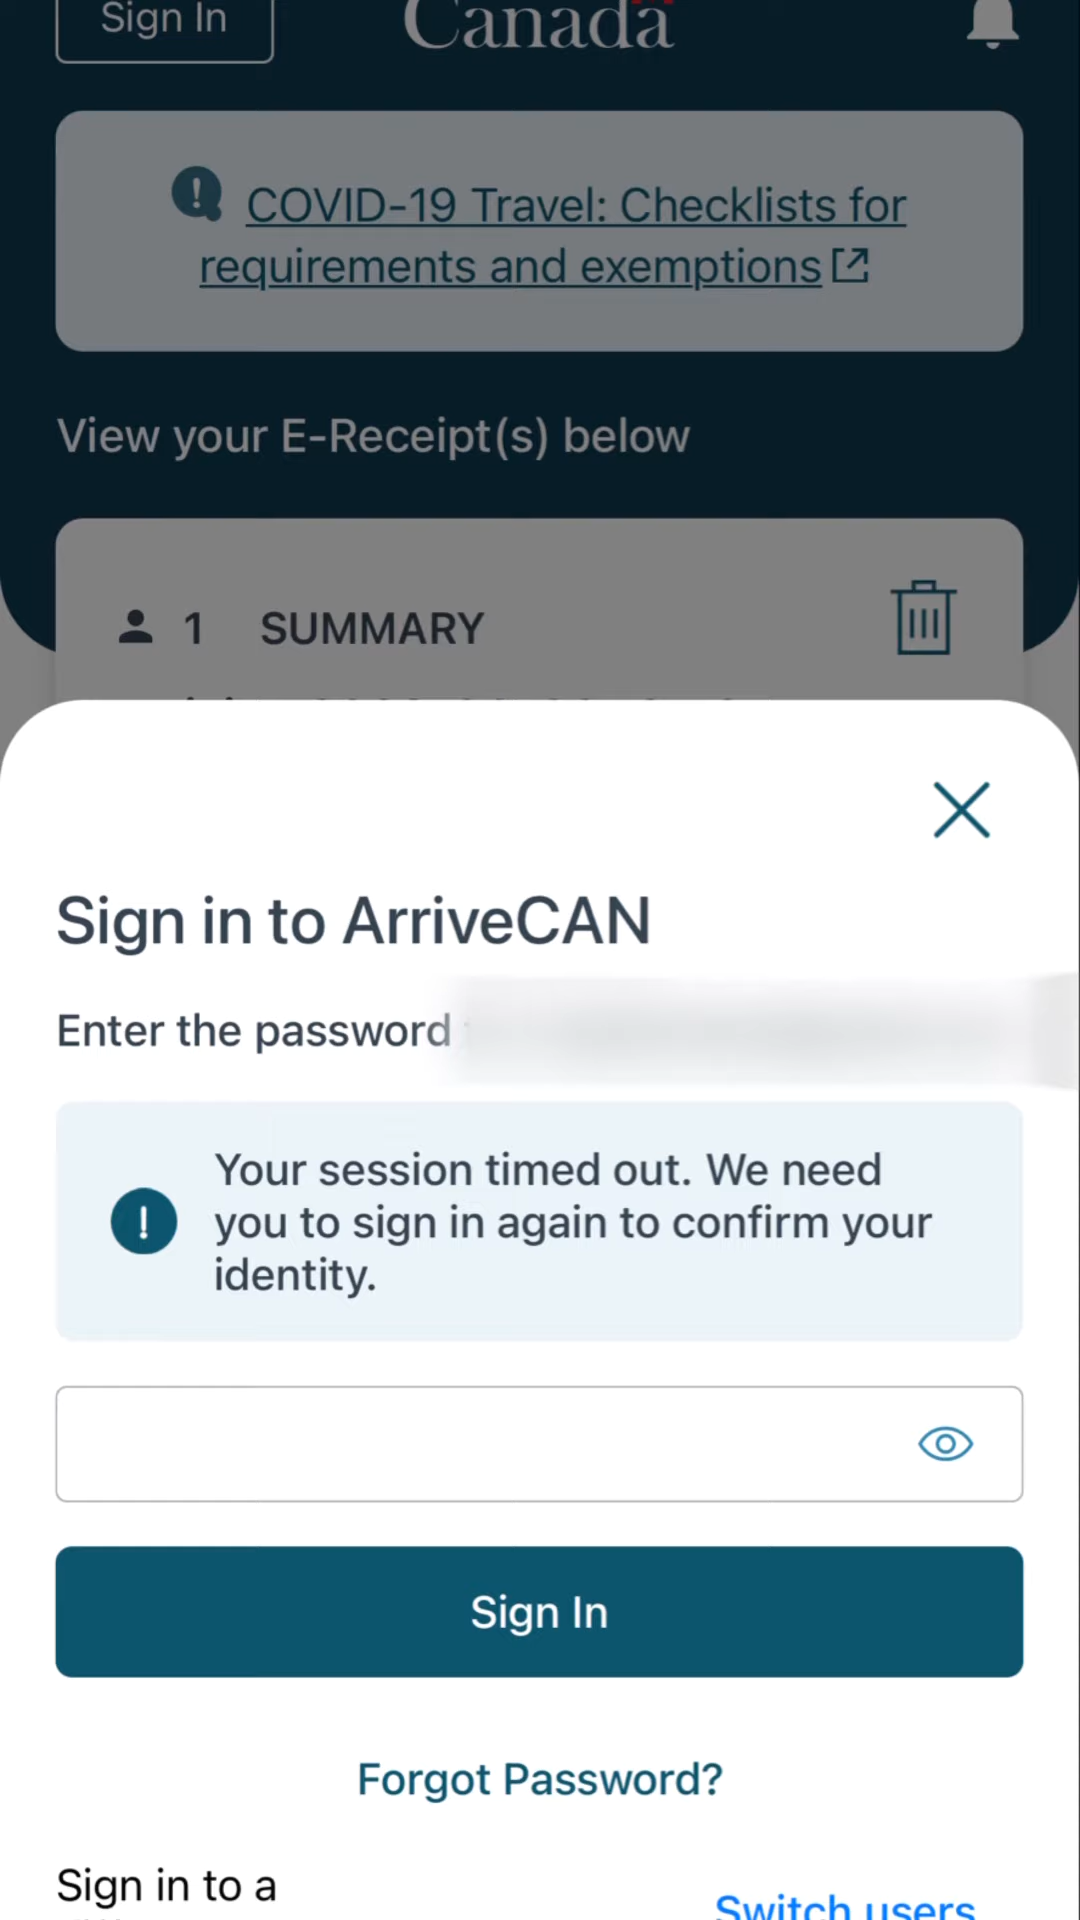 Sign In
Canada
COVID-19 Travel: Checklists for
requirements and exemptions
View your E-Receipt(s) below
1 SUMMARY
Sign in to ArriveCAN
Enter the password
Your session timed out. We need
you to sign in again to confirm your
identity.
Sign In
Forgot Password?
Sign in to a
Switch users